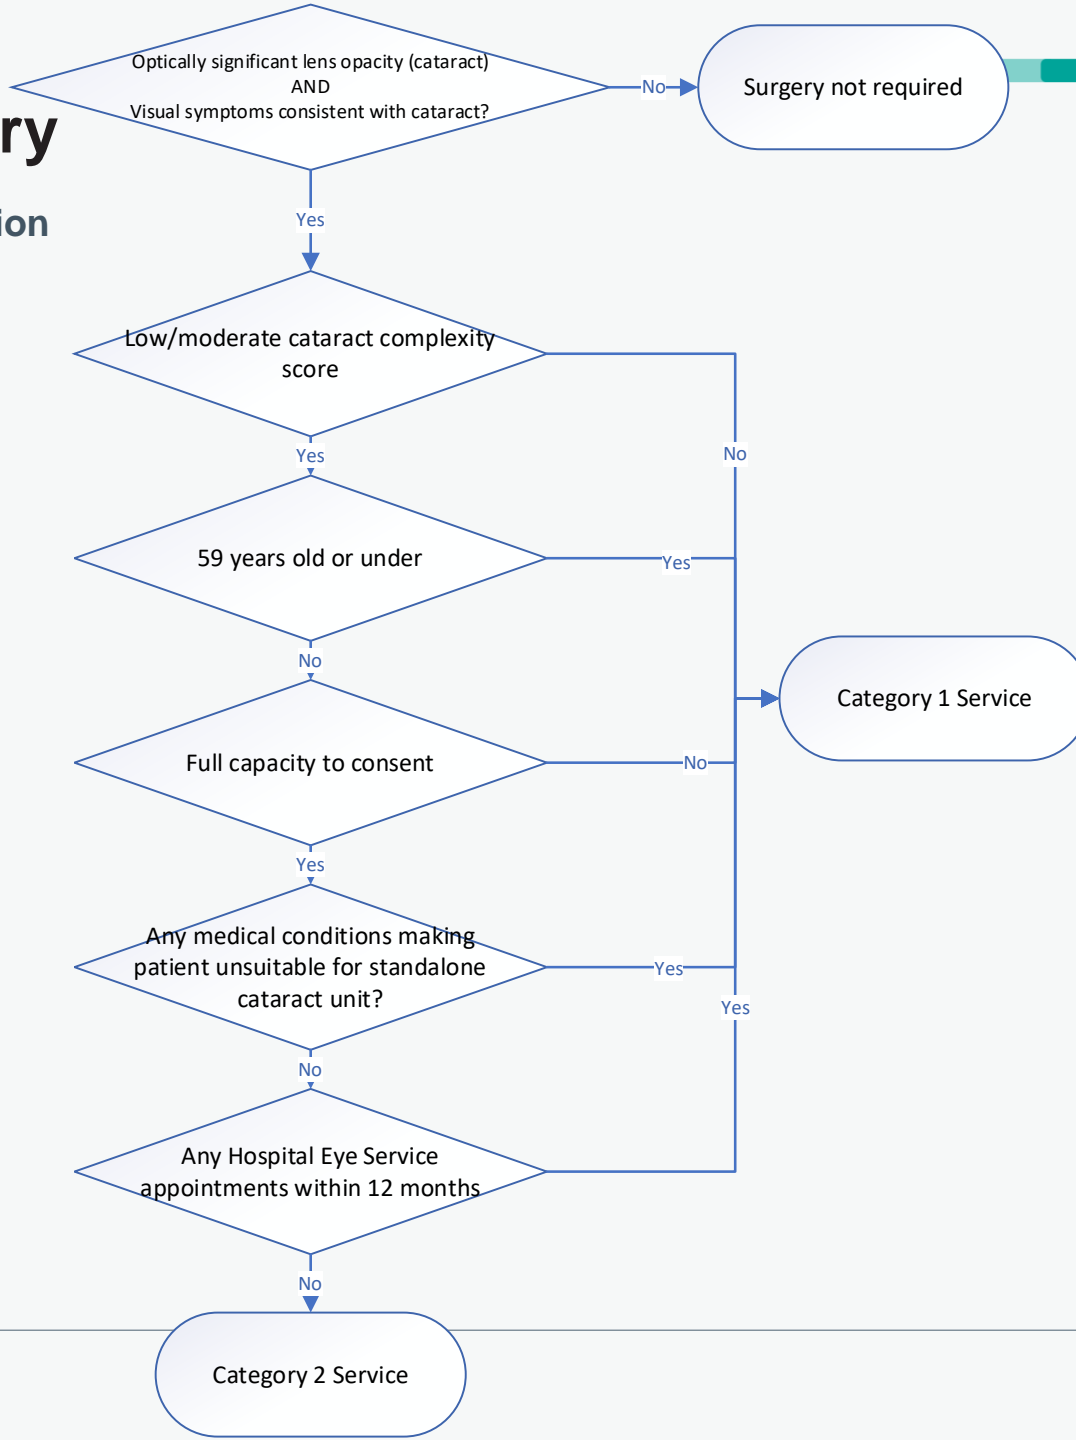 Optically significant lens opacity (cataract)
AND
Visual symptoms consistent with cataract?
No
Surgery not required
ry
Yes
ion
Low/moderate cataract complexity
score
No
Yes
59 years old or under
Yes
No
Category 1 Service
Full capacity to consent
No
Yes
Any medical conditions making
patient unsuitable for standalone
cataract unit?
Yes
Yes
No
Any Hospital Eye Service
appointments within 12 months
No
Category 2 Service